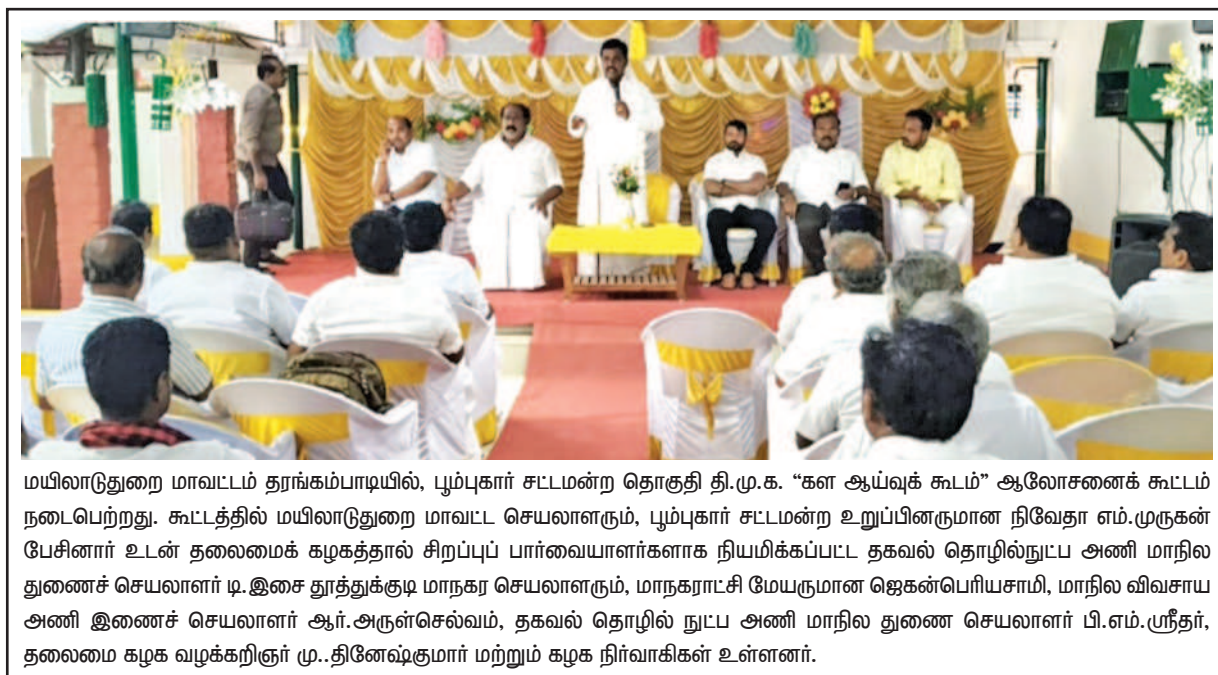 மயிலாடுதுறை மாவட்டம் தரங்கம்பாடியில், பூம்புகார் சட்டமன்ற தொகுதி தி.மு.க. “கள ஆய்வுக் கூடம்” ஆலோசனைக் கூட்டம்
நடைபெற்றது. கூட்டத்தில் மயிலாடுதுறை மாவட்ட செயலாளரும், பூம்புகார் சட்டமன்ற உறுப்பினருமான நிவேதா எம்.முருகன்
பேசினார் உடன் தலைமைக் கழகத்தால் சிறப்புப் பார்வையாளர்களாக நியமிக்கப்பட்ட தகவல் தொழில்நுட்ப அணி மாநில
துணைச் செயலாளர் டி.இசை தூத்துக்குடி மாநகர செயலாளரும், மாநகராட்சி மேயருமான ஜெகன்பெரியசாமி, மாநில விவசாய
அணி இணைச் செயலாளர் ஆர்.அருள்செல்வம், தகவல் தொழில் நுட்ப அணி மாநில துணை செயலாளர் பி.எம்.ஸ்ரீதர்,
தலைமை கழக வழக்கறிஞர் மு..தினேஷ்குமார் மற்றும் கழக நிர்வாகிகள் உள்ளனர்.